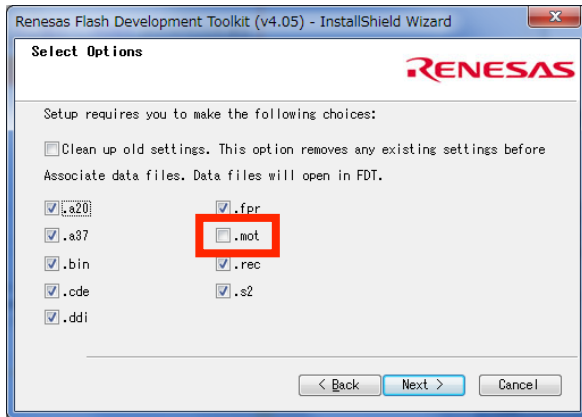 Renesas Flash Development Toolkit (v4.05) - InstallShield Wizard
Select Options
RENESAS
Setup requires you to make the following choices:
Clean up old settings. This option removes any existing settings before
Associate data files. Data files will open in FDT.
.a20 .fpr
.a37 .mot
.bin .rec
.cde .s2
.ddi
< Back Next > Cancel